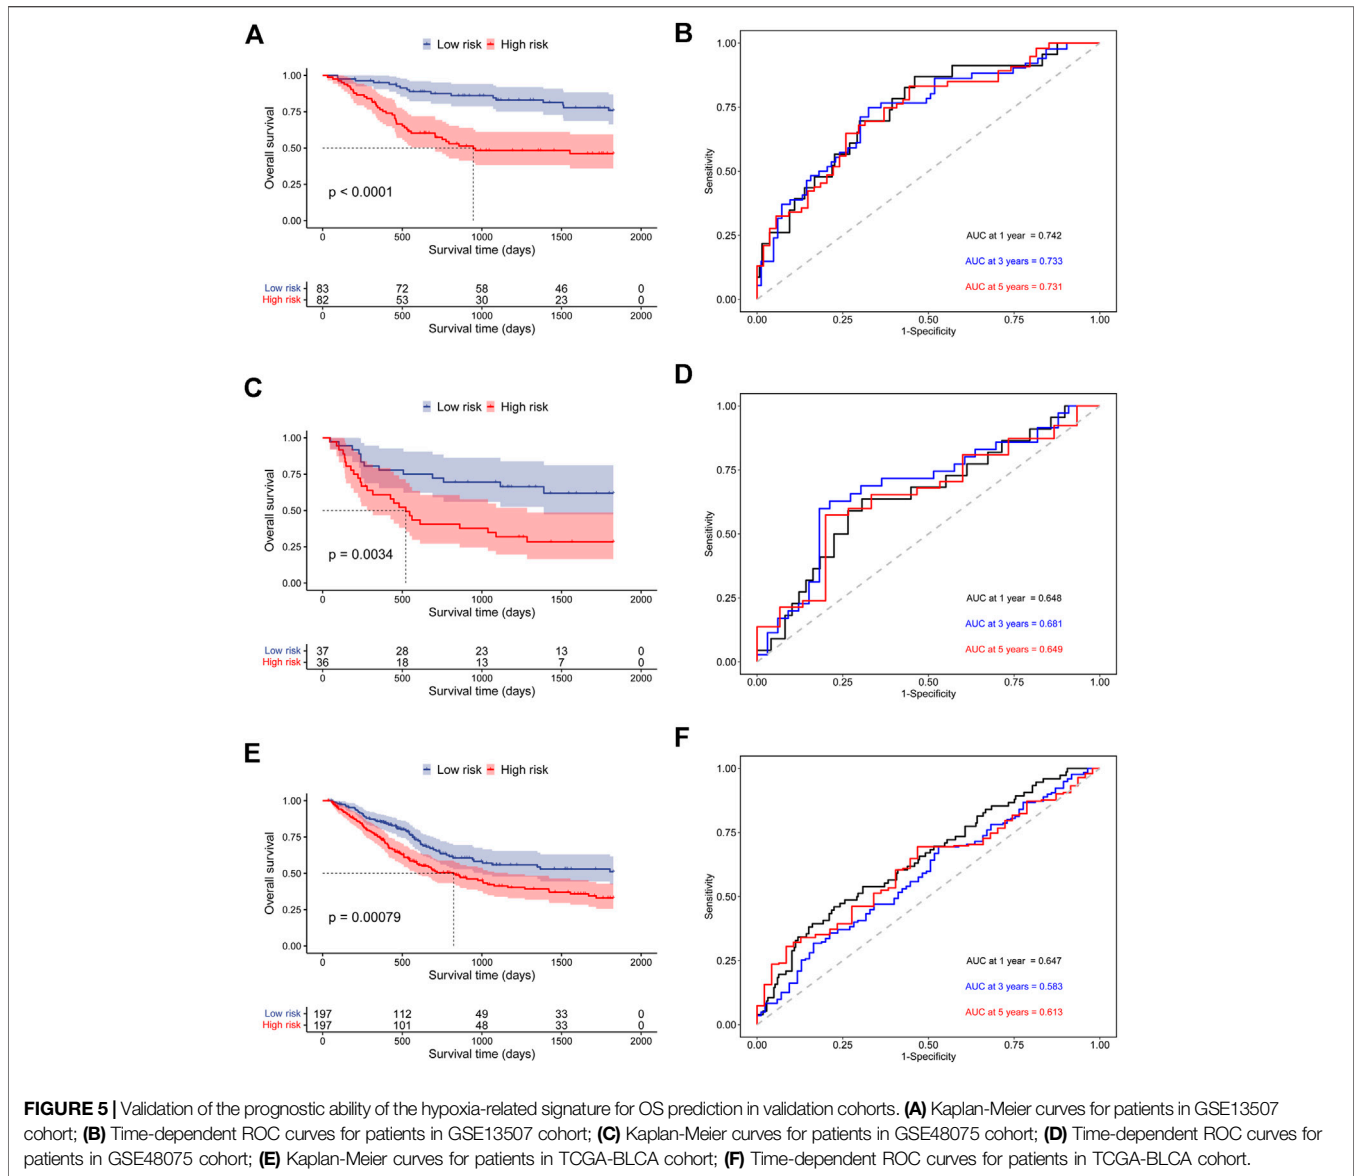 A
Low risk High risk
1.00
0.75
0.50
0.25
0.00
Overall survival
p < 0.0001
0 500 1000 1500 2000
Survival time (days)
Low risk 83 72 58 46 0
High risk 82 53 30 23 0
0 500 1000 1500 2000
Survival time (days)
B
1.00
0.75
0.50
0.25
0.00
Sensitivity
AUC at 1 year = 0.742
AUC at 3 years = 0.733
AUC at 5 years = 0.731
0.00 0.25 0.50 0.75 1.00
1-Specificity
C
Low risk High risk
1.00
0.75
0.50
0.25
0.00
Overall survival
p = 0.0034
0 500 1000 1500 2000
Survival time (days)
Low risk 37 28 23 13 0
High risk 36 18 13 7 0
0 500 1000 1500 2000
Survival time (days)
D
1.00
0.75
0.50
0.25
0.00
Sensitivity
AUC at 1 year = 0.648
AUC at 3 years = 0.681
AUC at 5 years = 0.649
0.00 0.25 0.50 0.75 1.00
1-Specificity
E
Low risk High risk
1.00
0.75
0.50
0.25
0.00
Overall survival
p = 0.00079
0 500 1000 1500 2000
Survival time (days)
Low risk 197 112 49 33 0
High risk 197 101 48 33 0
0 500 1000 1500 2000
Survival time (days)
F
1.00
0.75
0.50
0.25
0.00
Sensitivity
AUC at 1 year = 0.647
AUC at 3 years = 0.583
AUC at 5 years = 0.613
0.00 0.25 0.50 0.75 1.00
1-Specificity
FIGURE 5 | Validation of the prognostic ability of the hypoxia-related signature for OS prediction in validation cohorts. (A) Kaplan-Meier curves for patients in GSE13507
cohort; (B) Time-dependent ROC curves for patients in GSE13507 cohort; (C) Kaplan-Meier curves for patients in GSE48075 cohort; (D) Time-dependent ROC curves for
patients in GSE48075 cohort; (E) Kaplan-Meier curves for patients in TCGA-BLCA cohort; (F) Time-dependent ROC curves for patients in TCGA-BLCA cohort.